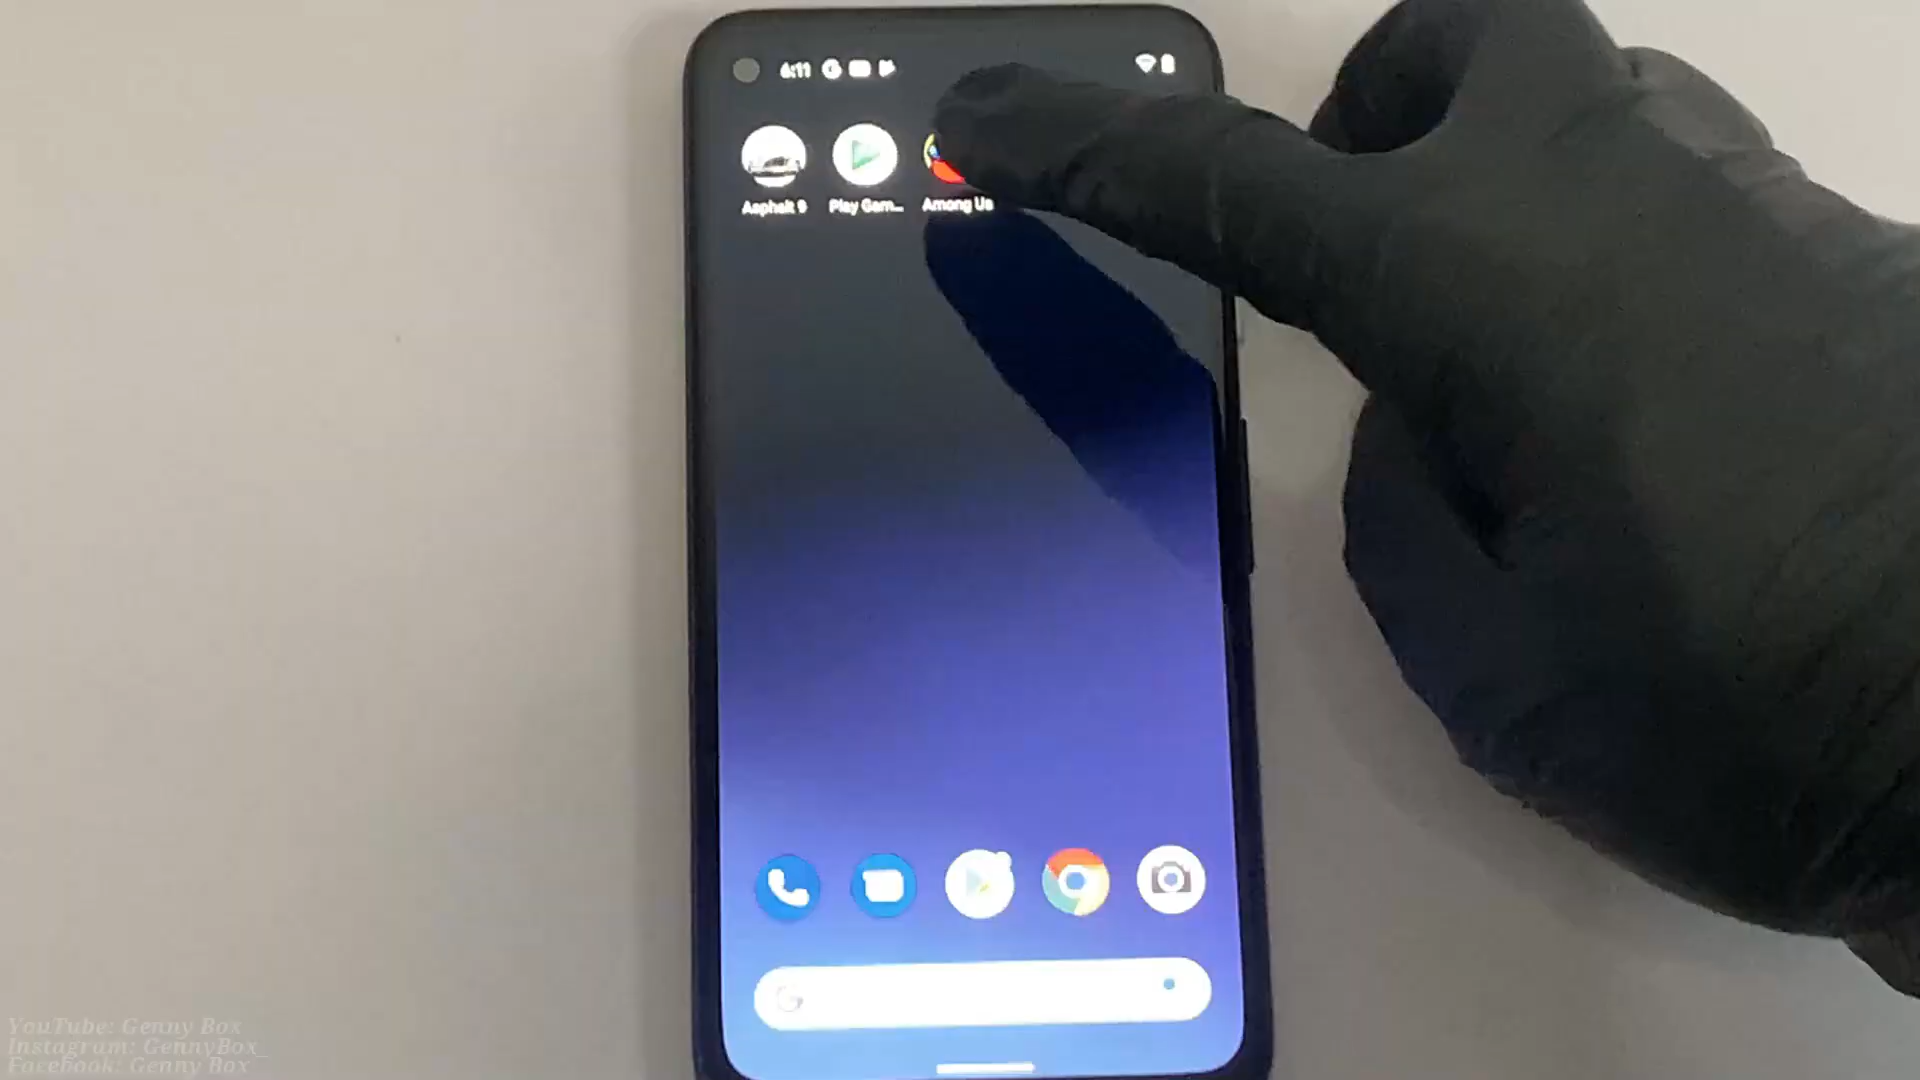 6:11
Asphalt 9 Play Gam... Among Us
YouTube: Genny Box
Instagram: GennyBox_
Facebook: Genny Box